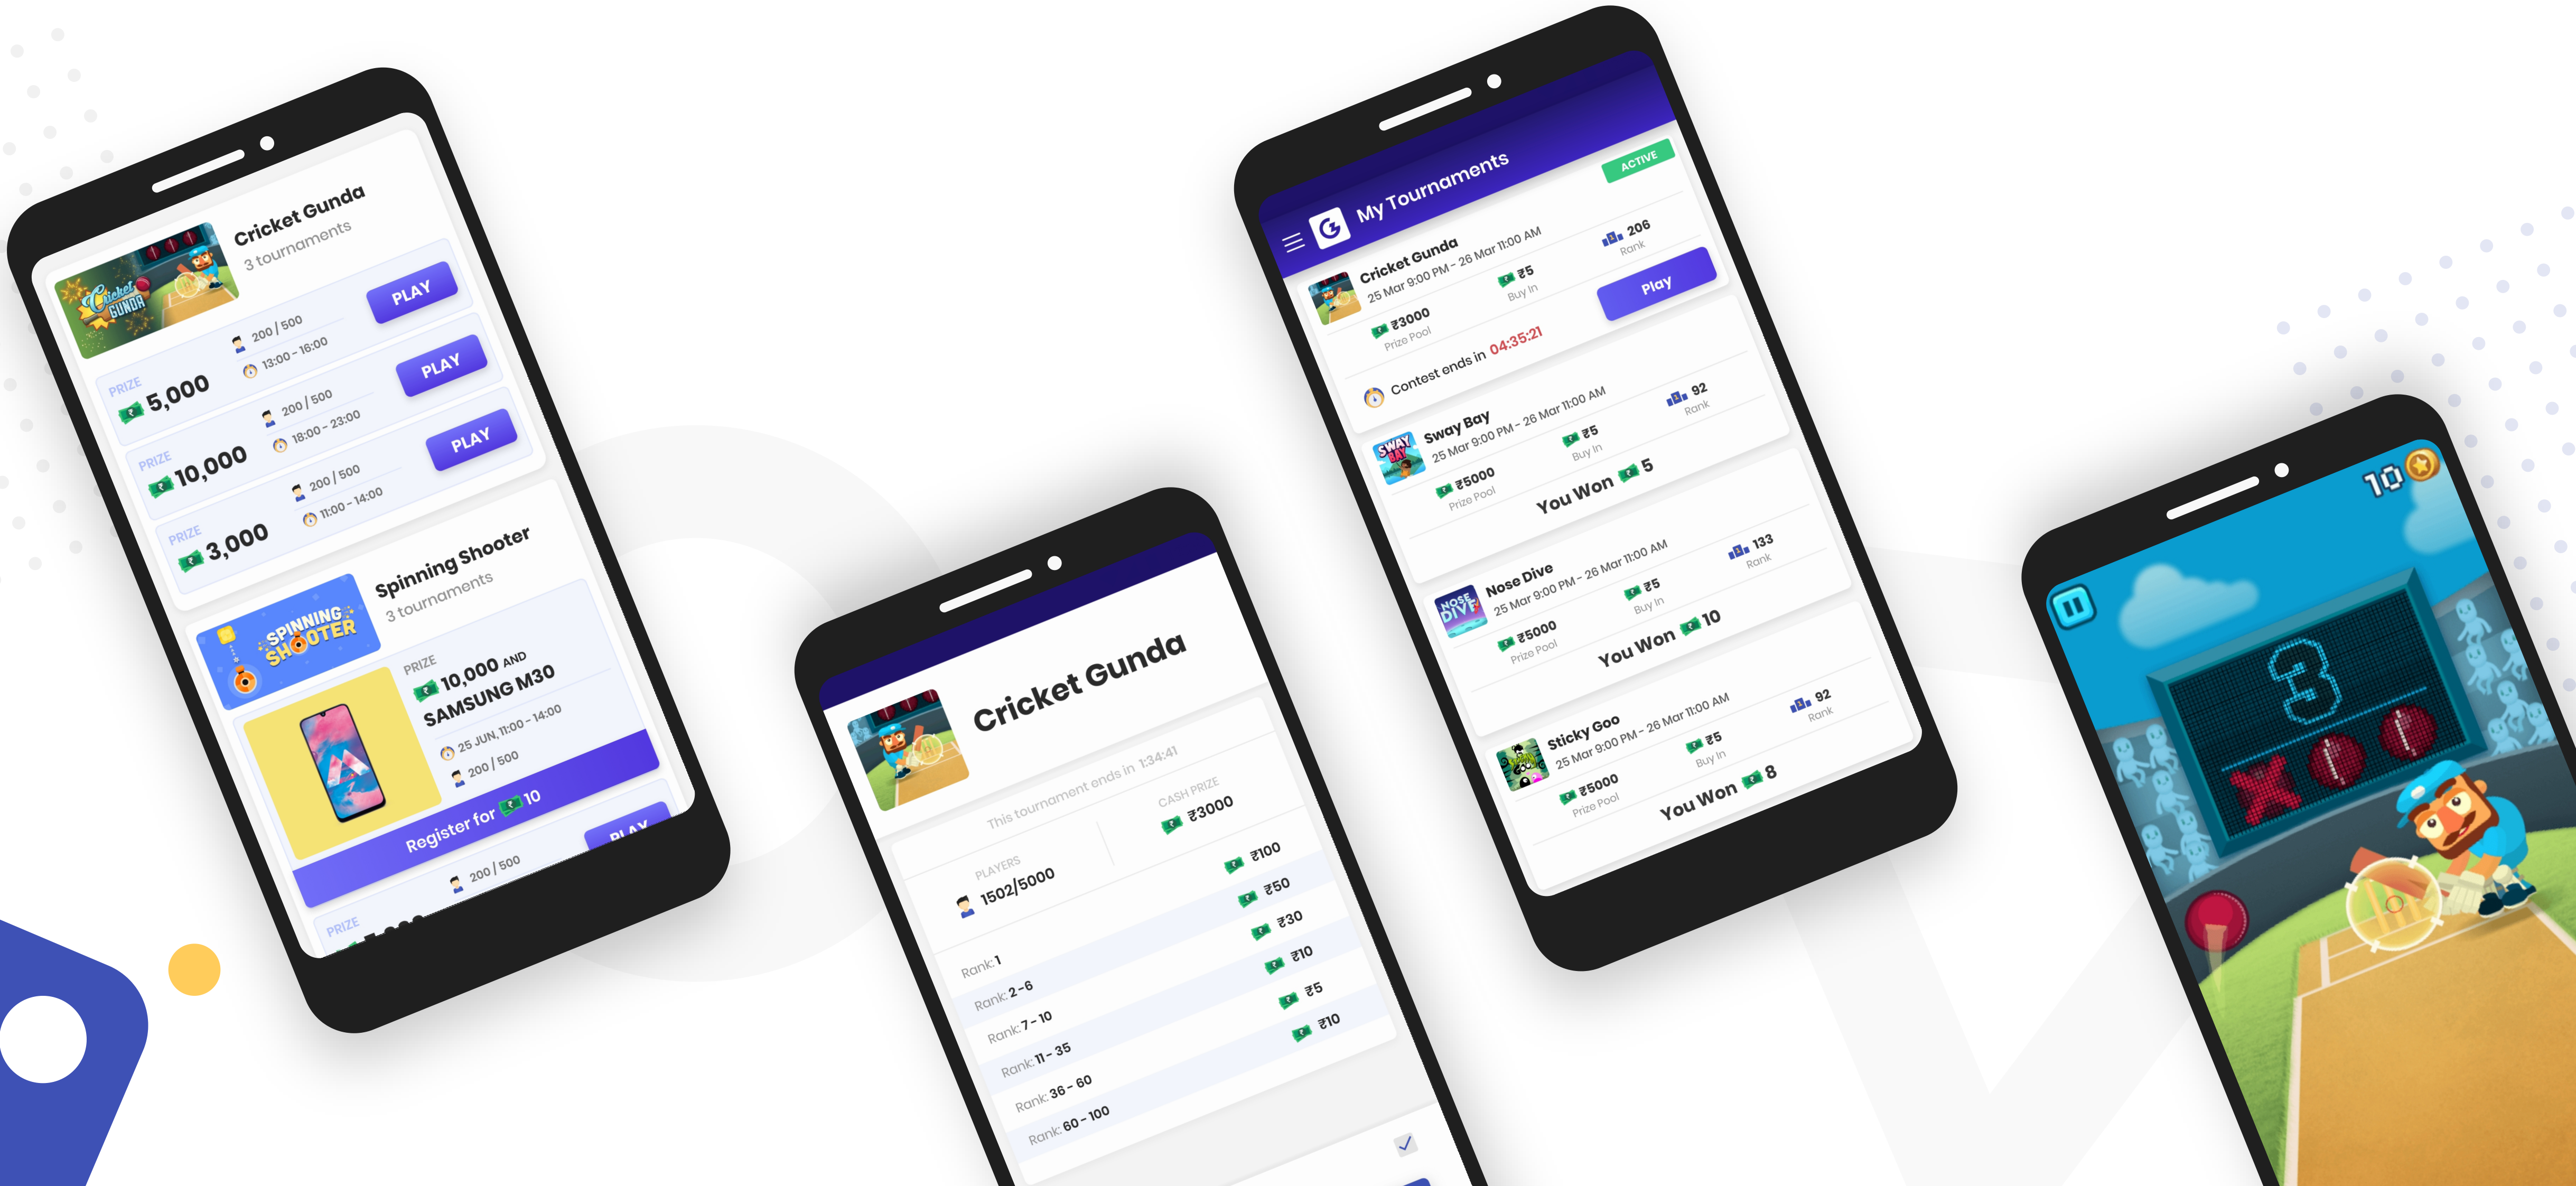 Cricket Gunda
3 tournaments
Cricket
GUNDA
PRIZE
5,000
200 / 500
13:00 - 16:00
PLAY
PRIZE
10,000
200 / 500
18:00 - 23:00
PLAY
PRIZE
3,000
200 / 500
11:00 - 14:00
PLAY
Spinning Shooter
3 tournaments
SPINNING
SHOOTER
PRIZE
10,000 AND
SAMSUNG M30
25 JUN, 11:00 - 14:00
200 / 500
Register for 10
PRIZE
200 / 500
PLAY
Cricket Gunda
This tournament ends in 1:34:41
PLAYERS
1502/5000
CASH PRIZE
₹3000
Rank: 1 ₹100
Rank: 2 - 6 ₹50
Rank: 7 - 10 ₹30
Rank: 11 - 35 ₹10
Rank: 36 - 60 ₹5
Rank: 60 - 100 ₹10
My Tournaments
ACTIVE
Cricket Gunda
25 Mar 9:00 PM - 26 Mar 11:00 AM
₹3000
Prize Pool
₹5
Buy In
206
Rank
Contest ends in 04:35:21
Play
SWAY
BAY
Sway Bay
25 Mar 9:00 PM - 26 Mar 11:00 AM
₹5000
Prize Pool
₹5
Buy In
92
Rank
You Won 5
NOSE
DIVE
Nose Dive
25 Mar 9:00 PM - 26 Mar 11:00 AM
₹5000
Prize Pool
₹5
Buy In
133
Rank
You Won 10
Sticky Goo
25 Mar 9:00 PM - 26 Mar 11:00 AM
₹5000
Prize Pool
₹5
Buy In
92
Rank
You Won 8
10
3